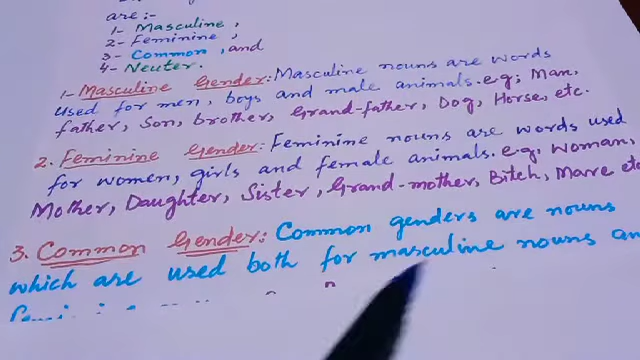 are:-
1- Masculine,
2- Feminine,
3- Common, and
4- Neuter.
1- Masculine Gender: Masculine nouns are words
used for men, boys and male animals. e.g; Man,
father, Son, brother, Grand-father, Dog, Horse, etc.
2. Feminine Gender: Feminine nouns are words used
for women, girls and female animals. e.g. Woman,
Mother, Daughter, Sister, Grand-mother, Bitch, Mare etc
3. Common Gender: Common genders are nouns
which are used both for masculine nouns an